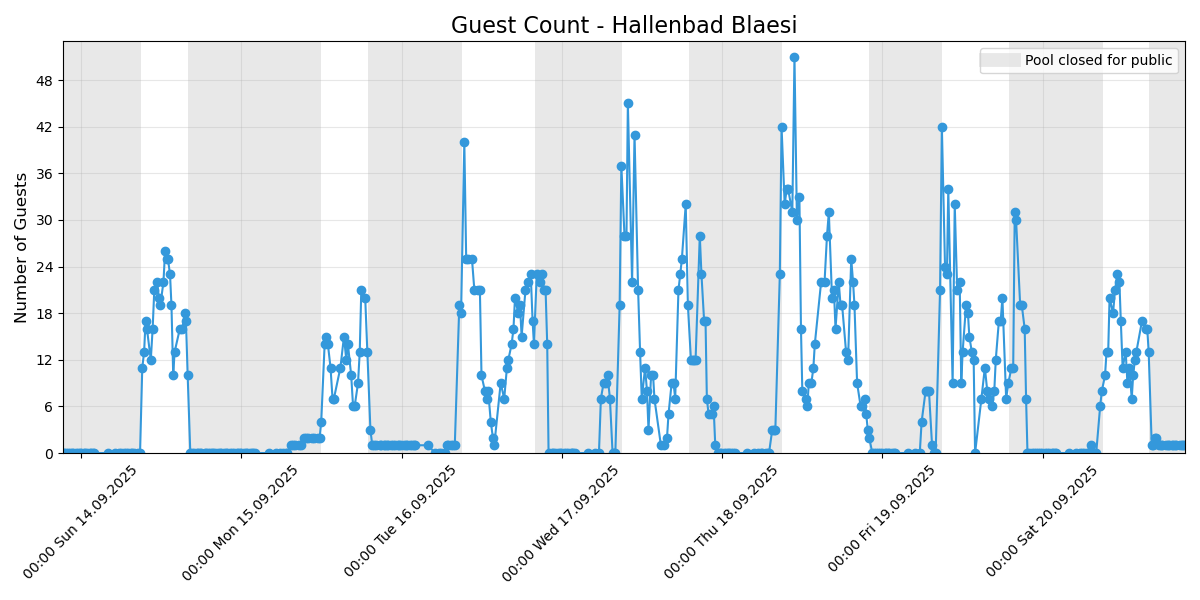 Guest Count - Hallenbad Blaesi
Pool closed for public
Number of Guests
48
42
36
30
24
18
12
6
0
00:00 Sun 14.09.2025
00:00 Mon 15.09.2025
00:00 Tue 16.09.2025
00:00 Wed 17.09.2025
00:00 Thu 18.09.2025
00:00 Fri 19.09.2025
00:00 Sat 20.09.2025